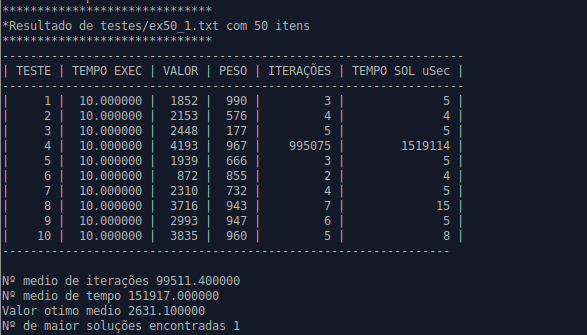 ******************************
*Resultado de testes/ex50_1.txt com 50 itens
******************************
-----------------------------------------------------------------
| TESTE | TEMPO EXEC | VALOR | PESO | ITERAÇÕES | TEMPO SOL uSec |
-----------------------------------------------------------------
|     1 |  10.000000 |  1852 |  990 |         3 |              5 |
|     2 |  10.000000 |  2153 |  576 |         4 |              4 |
|     3 |  10.000000 |  2448 |  177 |         5 |              5 |
|     4 |  10.000000 |  4193 |  967 |    995075 |        1519114 |
|     5 |  10.000000 |  1939 |  666 |         3 |              5 |
|     6 |  10.000000 |   872 |  855 |         2 |              4 |
|     7 |  10.000000 |  2310 |  732 |         4 |              5 |
|     8 |  10.000000 |  3716 |  943 |         7 |             15 |
|     9 |  10.000000 |  2993 |  947 |         6 |              5 |
|    10 |  10.000000 |  3835 |  960 |         5 |              8 |
---------------------------------------------------------------
Nº medio de iterações 99511.400000
Nº medio de tempo 151917.000000
Valor otimo medio 2631.100000
Nº de maior soluções encontradas 1